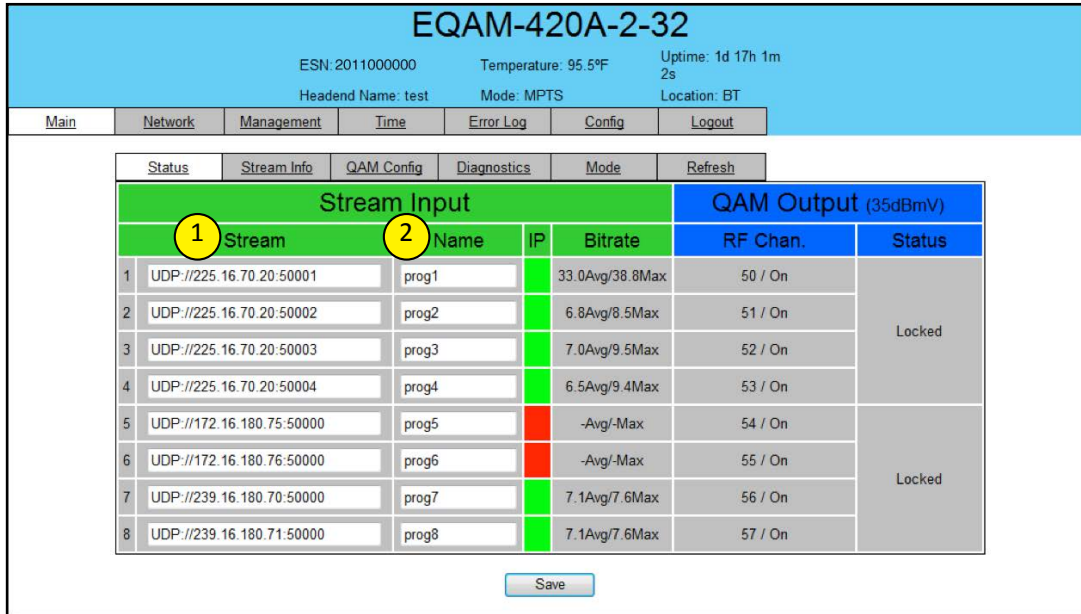 EQAM-420A-2-32
ESN: 2011000000 Temperature: 95.5ºF Uptime: 1d 17h 1m 2s
Headend Name: test Mode: MPTS Location: BT
Main Network Management Time Error Log Config Logout
Status Stream Info QAM Config Diagnostics Mode Refresh
Stream Input QAM Output (35dBmV)
1 Stream 2 Name IP Bitrate RF Chan. Status
1 UDP://225.16.70.20:50001 prog1 33.0Avg/38.8Max 50 / On
2 UDP://225.16.70.20:50002 prog2 6.8Avg/8.5Max 51 / On
Locked
3 UDP://225.16.70.20:50003 prog3 7.0Avg/9.5Max 52 / On
4 UDP://225.16.70.20:50004 prog4 6.5Avg/9.4Max 53 / On
5 UDP://172.16.180.75:50000 prog5 -Avg/-Max 54 / On
6 UDP://172.16.180.76:50000 prog6 -Avg/-Max 55 / On
Locked
7 UDP://239.16.180.70:50000 prog7 7.1Avg/7.6Max 56 / On
8 UDP://239.16.180.71:50000 prog8 7.1Avg/7.6Max 57 / On
Save